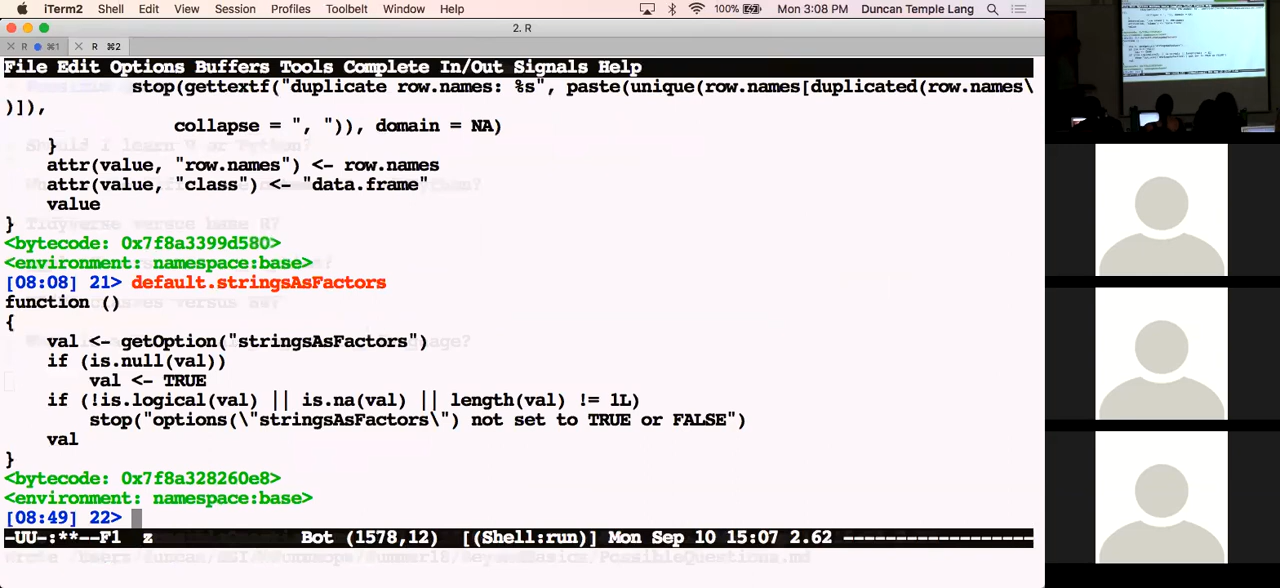 iTerm2 Shell Edit View Session Profiles Toolbelt Window Help 100% Mon 3:08 PM Duncan Temple Lang
2. R
R ⌘1 R ⌘2
File Edit Options Buffers Tools Complete In/Out Signals Help
stop(gettextf("duplicate row.names: %s", paste(unique(row.names[duplicated(row.names\
)]),
collapse = ", ")), domain = NA)
}
attr(value, "row.names") <- row.names
attr(value, "class") <- "data.frame"
value
}
<bytecode: 0x7f8a3399d580>
<environment: namespace:base>
[08:08] 21> default.stringsAsFactors
function ()
{
val <- getOption("stringsAsFactors")
if (is.null(val))
val <- TRUE
if (!is.logical(val) || is.na(val) || length(val) != 1L)
stop("options(\"stringsAsFactors\") not set to TRUE or FALSE")
val
}
<bytecode: 0x7f8a328260e8>
<environment: namespace:base>
[08:49] 22>
-UU-:**--F1 z Bot (1578,12) [(Shell:run)] Mon Sep 10 15:07 2.62 ------------------